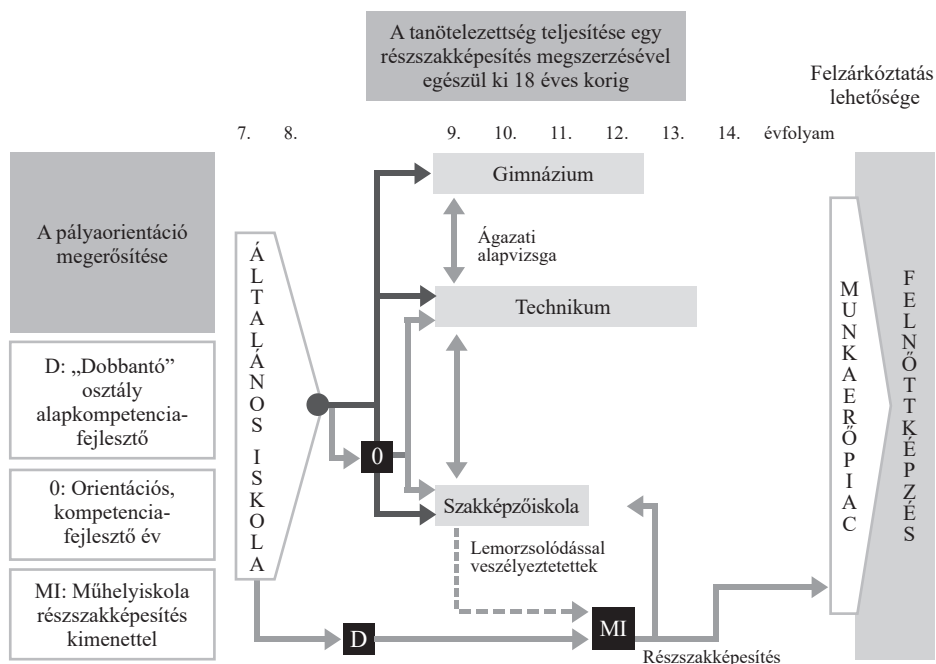 A tanötelezettség teljesítése egy
részszakképesítés megszerzésével
egészül ki 18 éves korig
Felzárkóztatás
lehetősége
7. 8. 9. 10. 11. 12. 13. 14. évfolyam
A pályaorientáció
megerősítése
D: „Dobbantó”
osztály
alapkompetencia-
fejlesztő
0: Orientációs,
kompetencia-
fejlesztő év
MI: Műhelyiskola
részszakképesítés
kimenettel
ÁLTALÁNOS ISKOLA
Gimnázium
Ágazati
alapvizsga
Technikum
0
Szakképzőiskola
Lemorzsolódással
veszélyeztetettek
D
MI
Részszakképesítés
MUNKAERŐPIAC
FELNŐTTKÉPZÉS